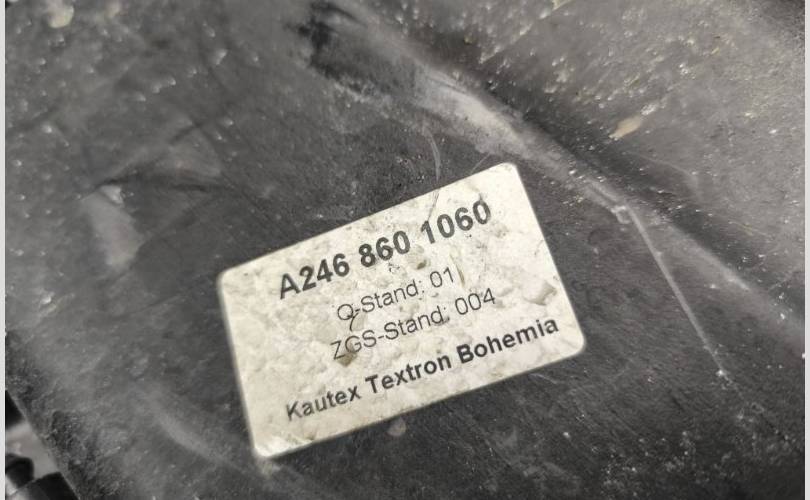 A246 860 1060
Q-Stand: 01
ZGS-Stand: 004
Kautex Textron Bohemia